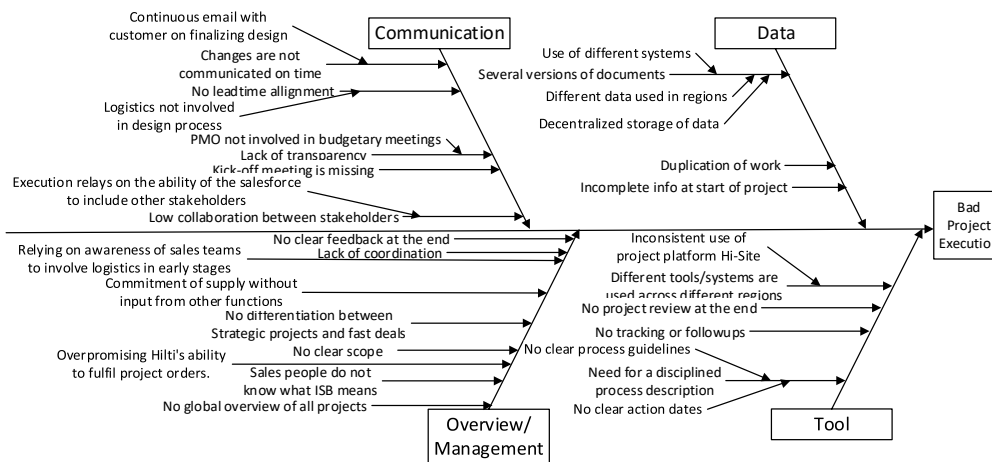 Continuous email with
customer on finalizing design
Communication
Changes are not
communicated on time
No leadtime allignment
Logistics not involved
in design process
PMO not involved in budgetary meetings
Lack of transparency
Kick-off meeting is missing
Execution relays on the ability of the salesforce
to include other stakeholders
Low collaboration between stakeholders
Data
Use of different systems
Several versions of documents
Different data used in regions
Decentralized storage of data
Duplication of work
Incomplete info at start of project
Bad
Project
Execution
No clear feedback at the end
Lack of coordination
Relying on awareness of sales teams
to involve logistics in early stages
Commitment of supply without
input from other functions
No differentiation between
Strategic projects and fast deals
No clear scope
Overpromising Hilti's ability
to fulfil project orders.
Sales people do not
know what ISB means
No global overview of all projects
Overview/
Management
Inconsistent use of
project platform Hi-Site
Different tools/systems are
used across different regions
No project review at the end
No tracking or followups
No clear process guidelines
Need for a disciplined
process description
No clear action dates
Tool